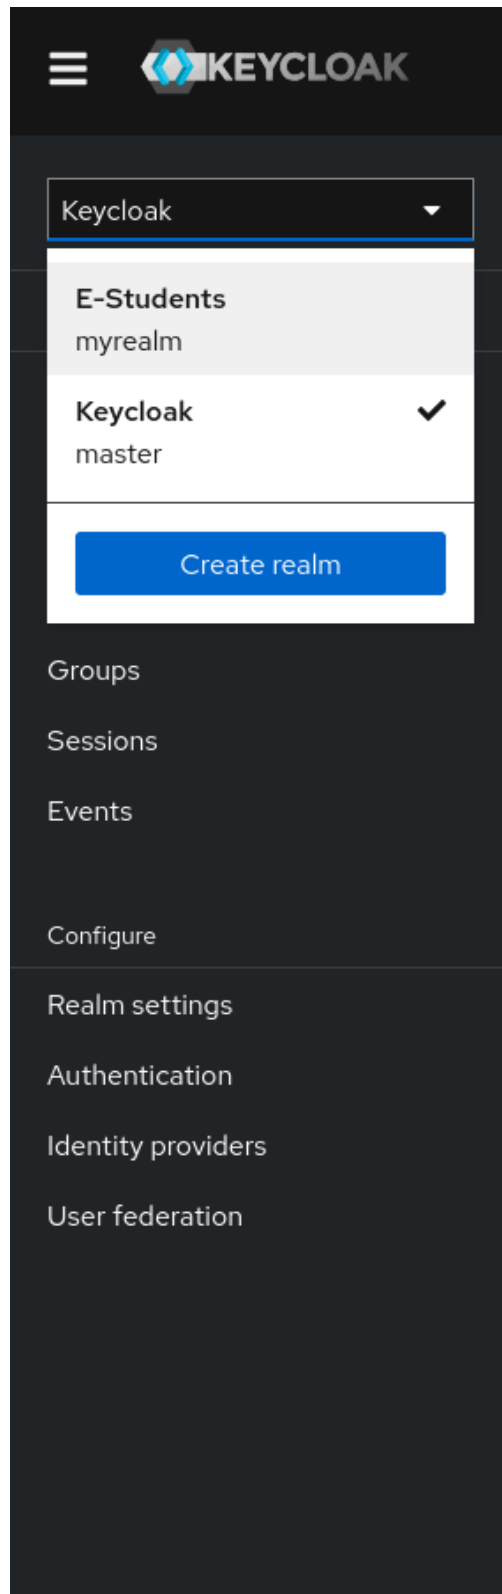 KEYCLOAK
Keycloak
E-Students
myrealm
Keycloak
master
Create realm
Groups
Sessions
Events
Configure
Realm settings
Authentication
Identity providers
User federation